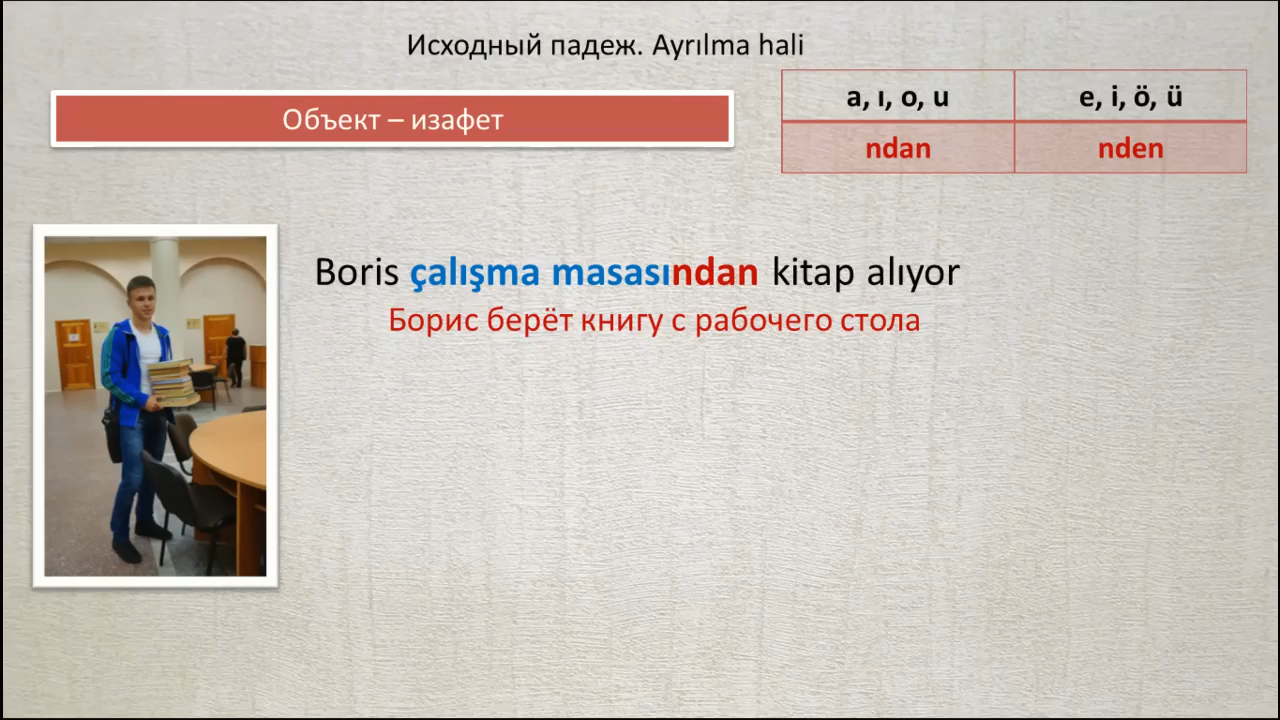 Исходный падеж. Ayrılma hali
Объект – изафет
a, ı, o, u
e, i, ö, ü
ndan
nden
Boris çalışma masasından kitap alıyor
Борис берёт книгу с рабочего стола